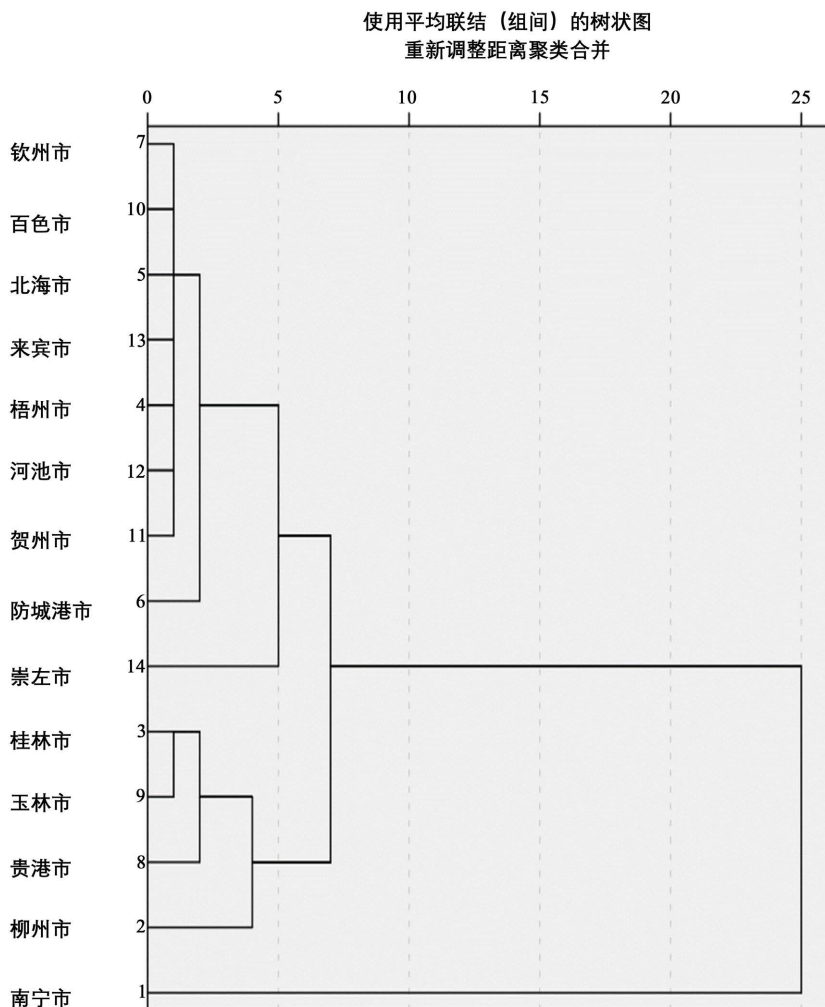 使用平均联结（组间）的树状图
重新调整距离聚类合并
0 5 10 15 20 25
钦州市 7
百色市 10
北海市 5
来宾市 13
梧州市 4
河池市 12
贺州市 11
防城港市 6
崇左市 14
桂林市 3
玉林市 9
贵港市 8
柳州市 2
南宁市 1